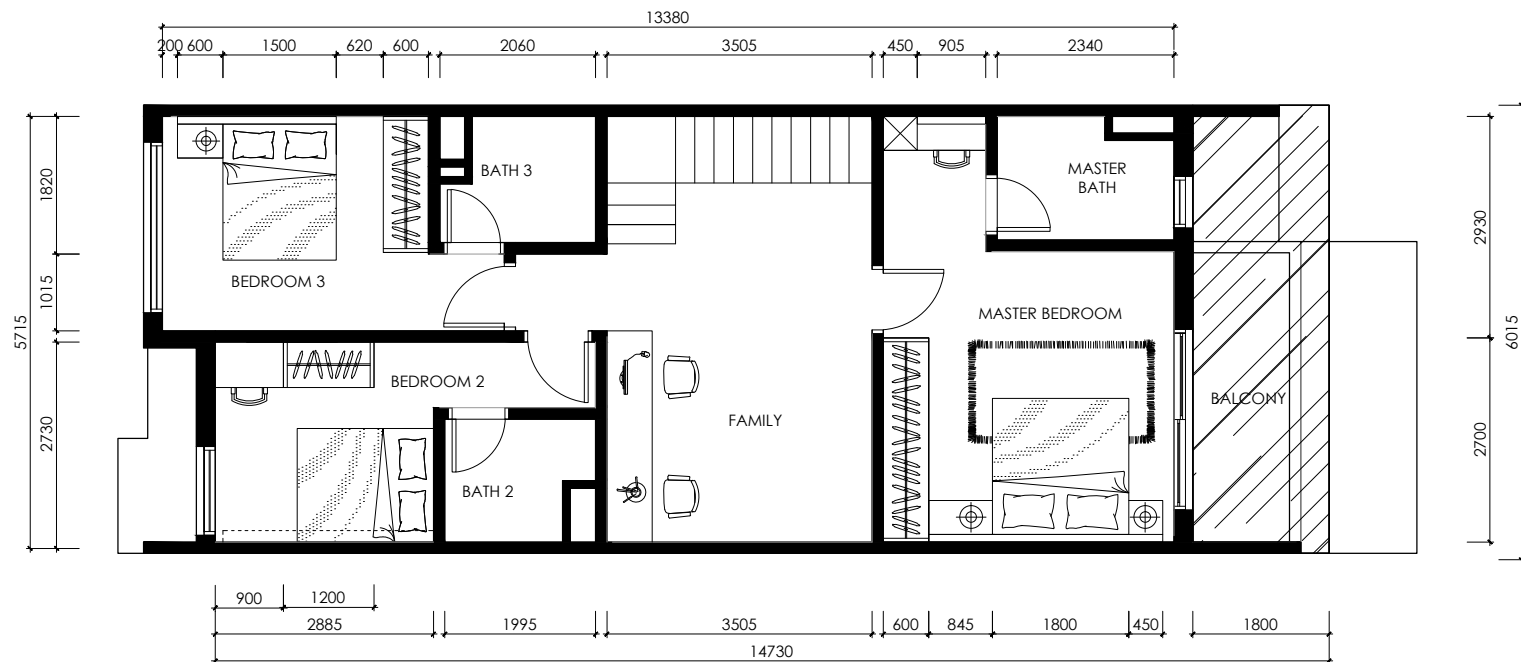 13380
200 600 1500 620 600 2060 3505 450 905 2340
BATH 3
MASTER
BATH
1820
2930
BEDROOM 3
1015
MASTER BEDROOM
5715
6015
BEDROOM 2
BALCONY
FAMILY
2730
2700
BATH 2
900 1200
2885 1995 3505 600 845 1800 450 1800
14730